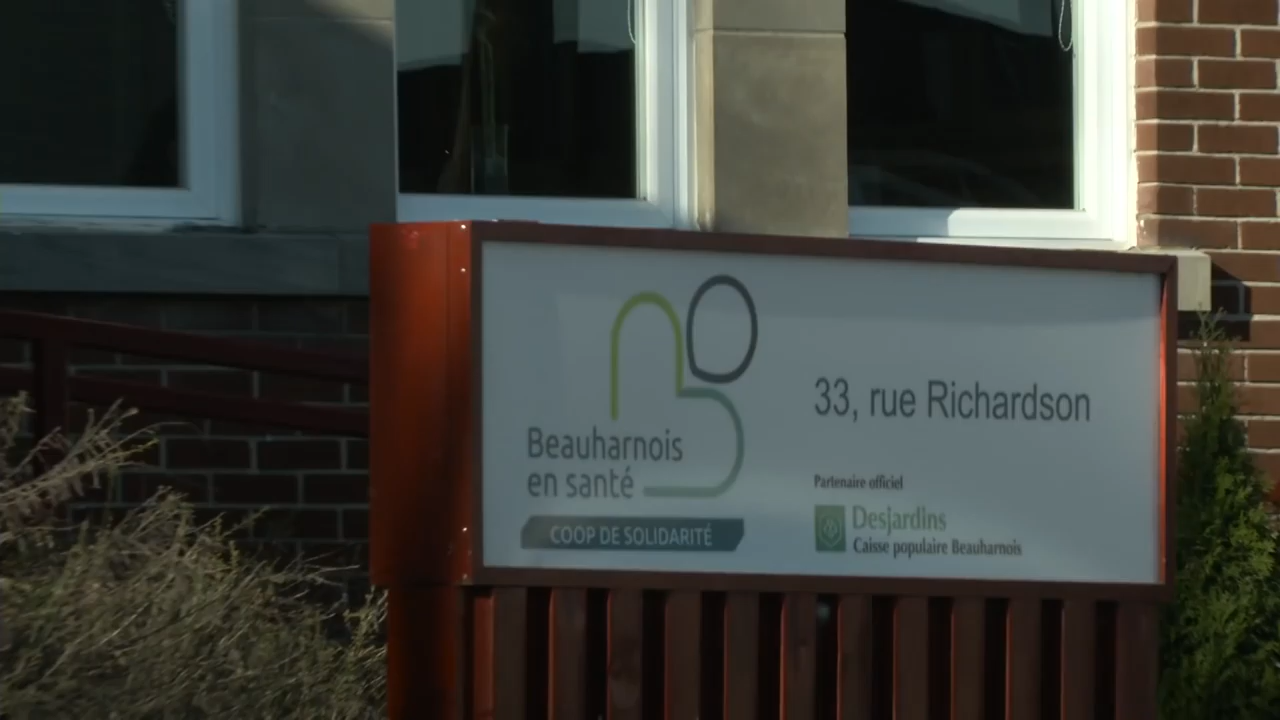 Beauharnois
en santé
COOP DE SOLIDARITÉ
33, rue Richardson
Partenaire officiel
Desjardins
Caisse populaire Beauharnois